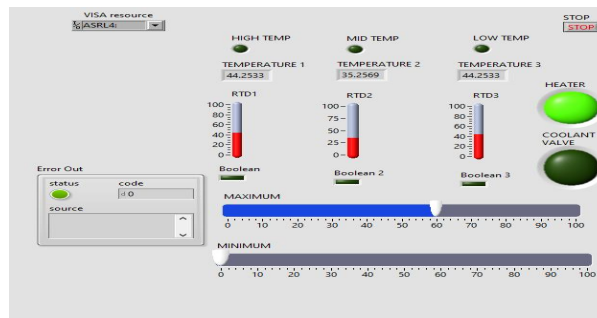 VISA resource
ASRL4:
STOP
STOP
HIGH TEMP
MID TEMP
LOW TEMP
TEMPERATURE 1
TEMPERATURE 2
TEMPERATURE 3
44.2533
35.2569
44.2533
HEATER
RTD1
RTD2
RTD3
100
80
60
40
20
0
100
75
50
25
0
100
80
60
40
20
0
COOLANT
VALVE
Error Out
status
code
d 0
source
Boolean
Boolean 2
Boolean 3
MAXIMUM
0 10 20 30 40 50 60 70 80 90 100
MINIMUM
0 10 20 30 40 50 60 70 80 90 100